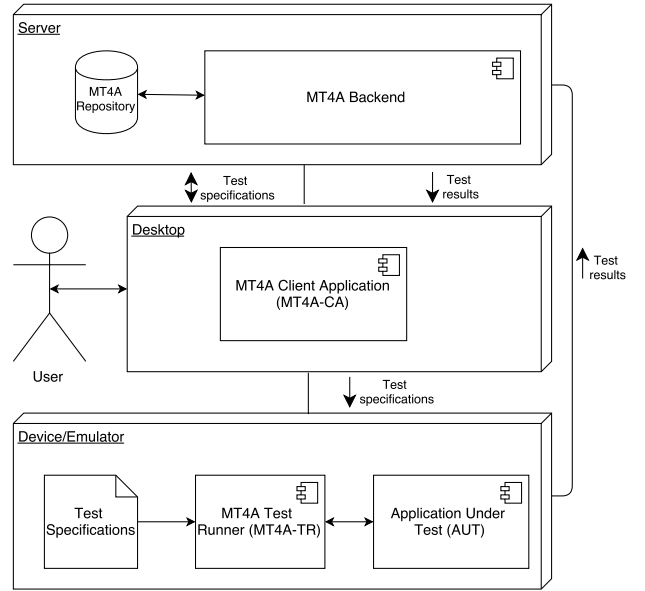 Server
MT4A
Repository
MT4A Backend
Test
specifications
Test
results
Desktop
MT4A Client Application
(MT4A-CA)
Test
results
User
Test
specifications
Device/Emulator
Test
Specifications
MT4A Test
Runner (MT4A-TR)
Application Under
Test (AUT)